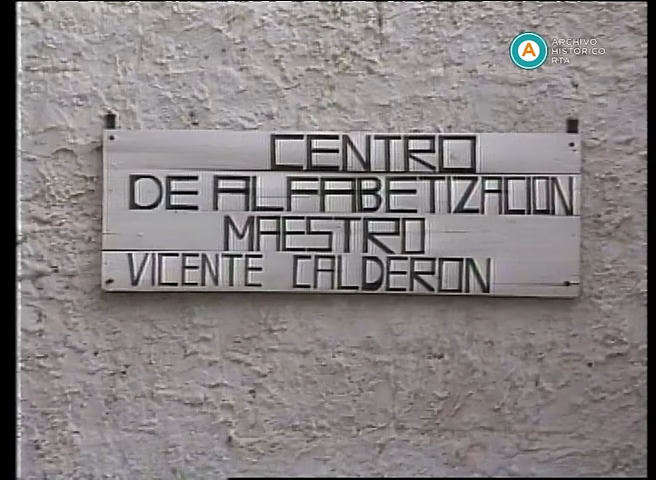 A ARCHIVO
HISTÓRICO
RTA
CENTRO
DE ALFABETIZACION
MAESTRO
VICENTE CALDERON